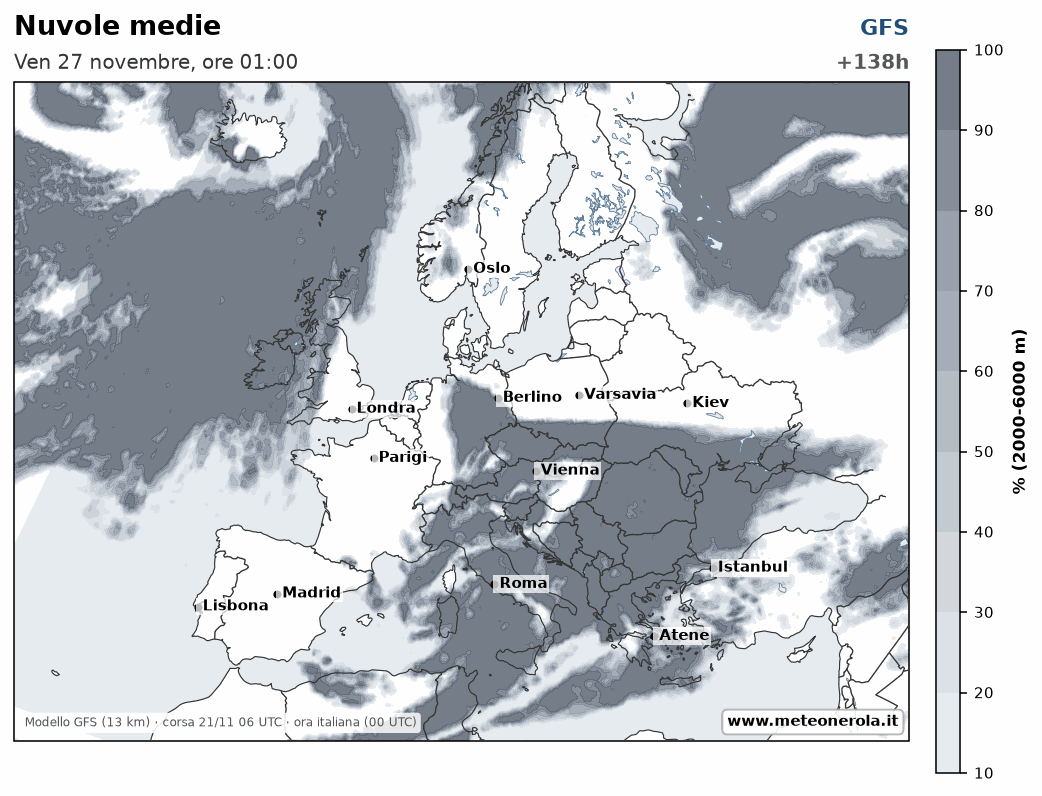 Nuvole medie
GFS
Ven 27 novembre, ore 01:00
+138h
100
90
80
70
60
50
40
30
20
10
% (2000-6000 m)
Oslo
Londra
Berlino
Varsavia
Kiev
Parigi
Vienna
Istanbul
Roma
Madrid
Lisbona
Atene
Modello GFS (13 km) · corsa 21/11 06 UTC · ora italiana (00 UTC)
www.meteonerola.it